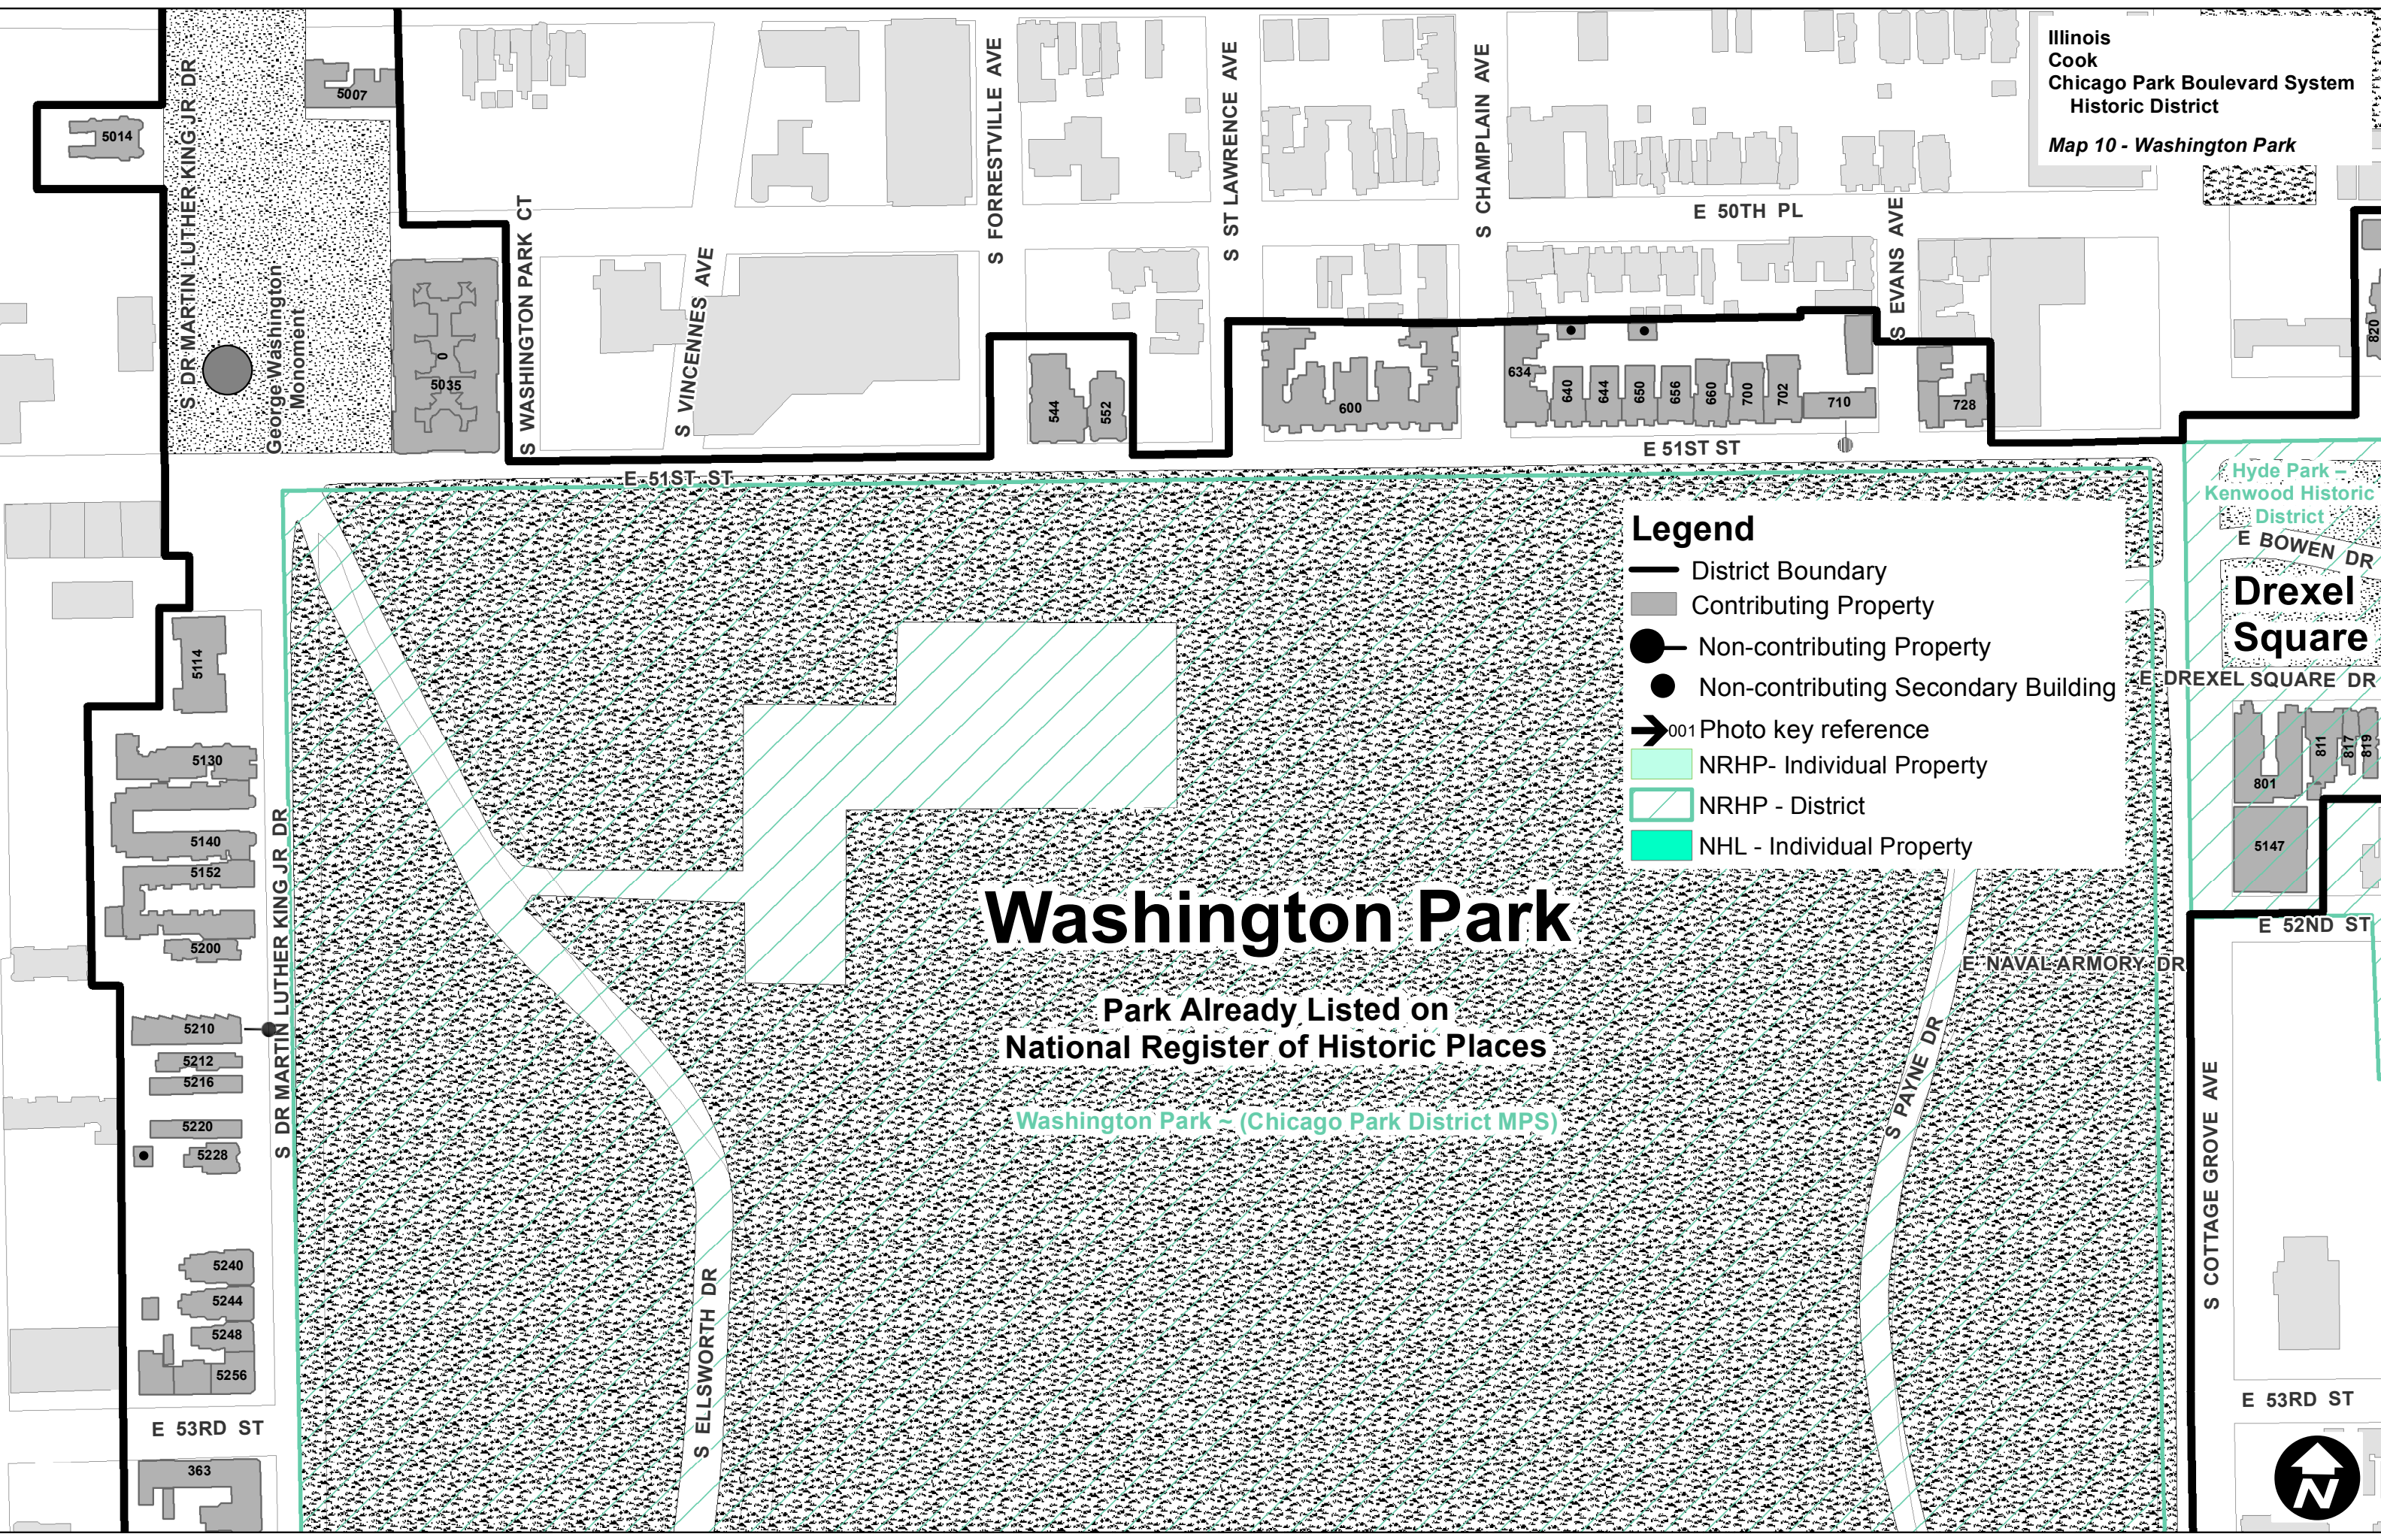 Illinois
Cook
Chicago Park Boulevard System
Historic District
Map 10 - Washington Park
S DR MARTIN LUTHER KING JR DR
5007
5014
George Washington
Monoment
0
5035
S WASHINGTON PARK CT
S VINCENNES AVE
S FORRESTVILLE AVE
S ST LAWRENCE AVE
S CHAMPLAIN AVE
E 50TH PL
S EVANS AVE
544
552
600
634
640
644
650
656
660
700
702
710
728
820
E 51ST ST
E 51ST ST
Hyde Park –
Kenwood Historic
District
E BOWEN DR
Drexel
Square
E DREXEL SQUARE DR
801
811
817
819
5147
E 52ND ST
Legend
District Boundary
Contributing Property
Non-contributing Property
Non-contributing Secondary Building
001 Photo key reference
NRHP- Individual Property
NRHP - District
NHL - Individual Property
5114
5130
5140
5152
5200
5210
5212
5216
5220
5228
5240
5244
5248
5256
S DR MARTIN LUTHER KING JR DR
Washington Park
Park Already Listed on
National Register of Historic Places
Washington Park ~ (Chicago Park District MPS)
E NAVAL ARMORY DR
S PAYNE DR
S COTTAGE GROVE AVE
S ELLSWORTH DR
E 53RD ST
363
E 53RD ST
N